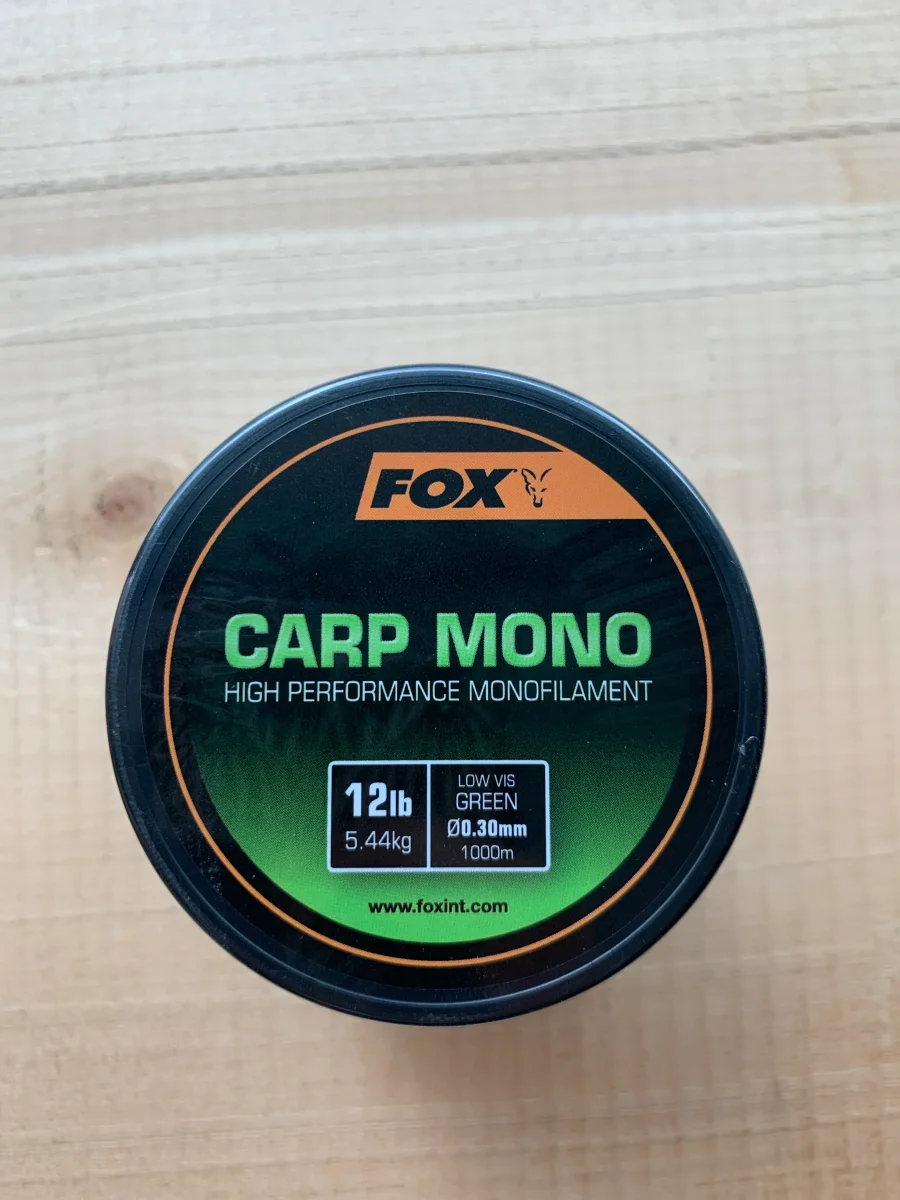 FOX
CARP MONO
HIGH PERFORMANCE MONOFILAMENT
12lb
5.44kg
LOW VIS
GREEN
Ø0.30mm
1000m
www.foxint.com